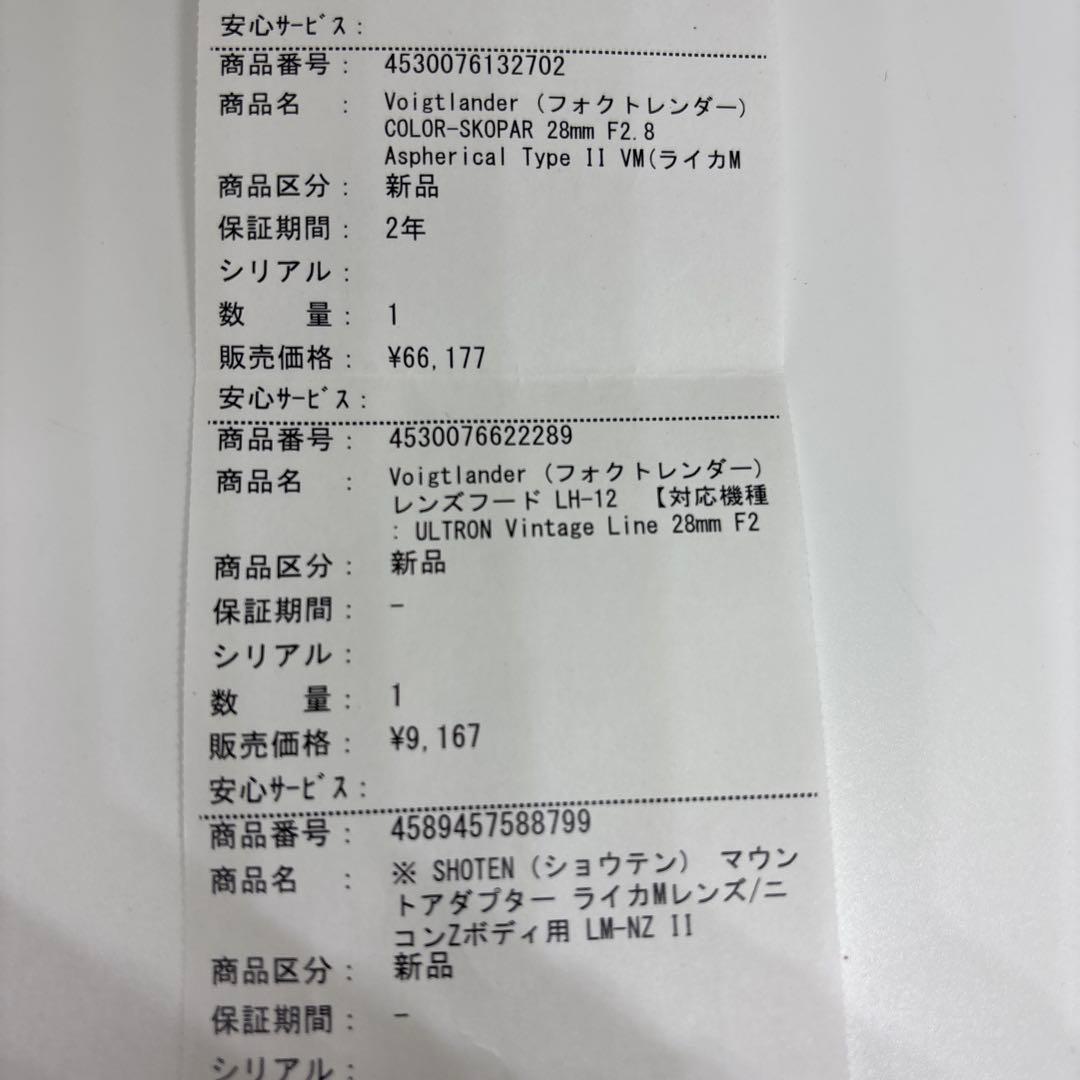 安心ｻｰﾋﾞｽ：
商品番号： 4530076132702
商品名 ： Voigtlander (フォクトレンダー)
COLOR-SKOPAR 28mm F2.8
Aspherical Type II VM(ライカM
商品区分： 新品
保証期間： 2年
シリアル：
数　　量： 1
販売価格： ¥66,177
安心ｻｰﾋﾞｽ：
商品番号： 4530076622289
商品名 ： Voigtlander (フォクトレンダー)
レンズフード LH-12 【対応機種
: ULTRON Vintage Line 28mm F2
商品区分： 新品
保証期間： -
シリアル：
数　　量： 1
販売価格： ¥9,167
安心ｻｰﾋﾞｽ：
商品番号： 4589457588799
商品名 ： ※ SHOTEN (ショウテン) マウン
トアダプター ライカMレンズ/ニ
コンZボディ用 LM-NZ II
商品区分： 新品
保証期間： -
シリアル：